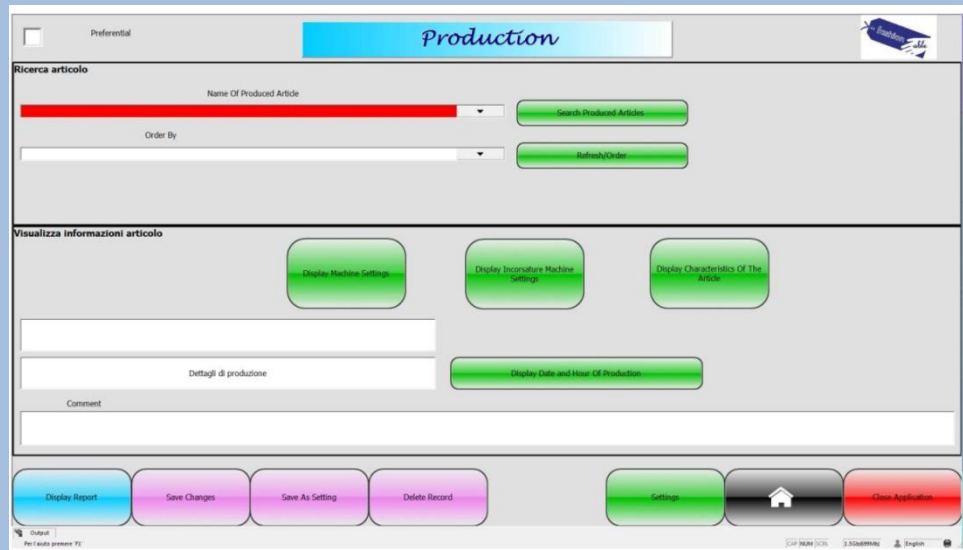 Preferential
Production
Ricerca articolo
Name Of Produced Article
Search Produced Articles
Order By
Refresh/Order
Visualizza informazioni articolo
Display Machine Settings
Display Incorsature Machine
Settings
Display Characteristics Of The
Article
Dettagli di produzione
Display Date and Hour Of Production
Comment
Display Report
Save Changes
Save As Setting
Delete Record
Settings
Close Application
Output
Per l'aiuto premere 'F1'
CAP NUM SCRL
English